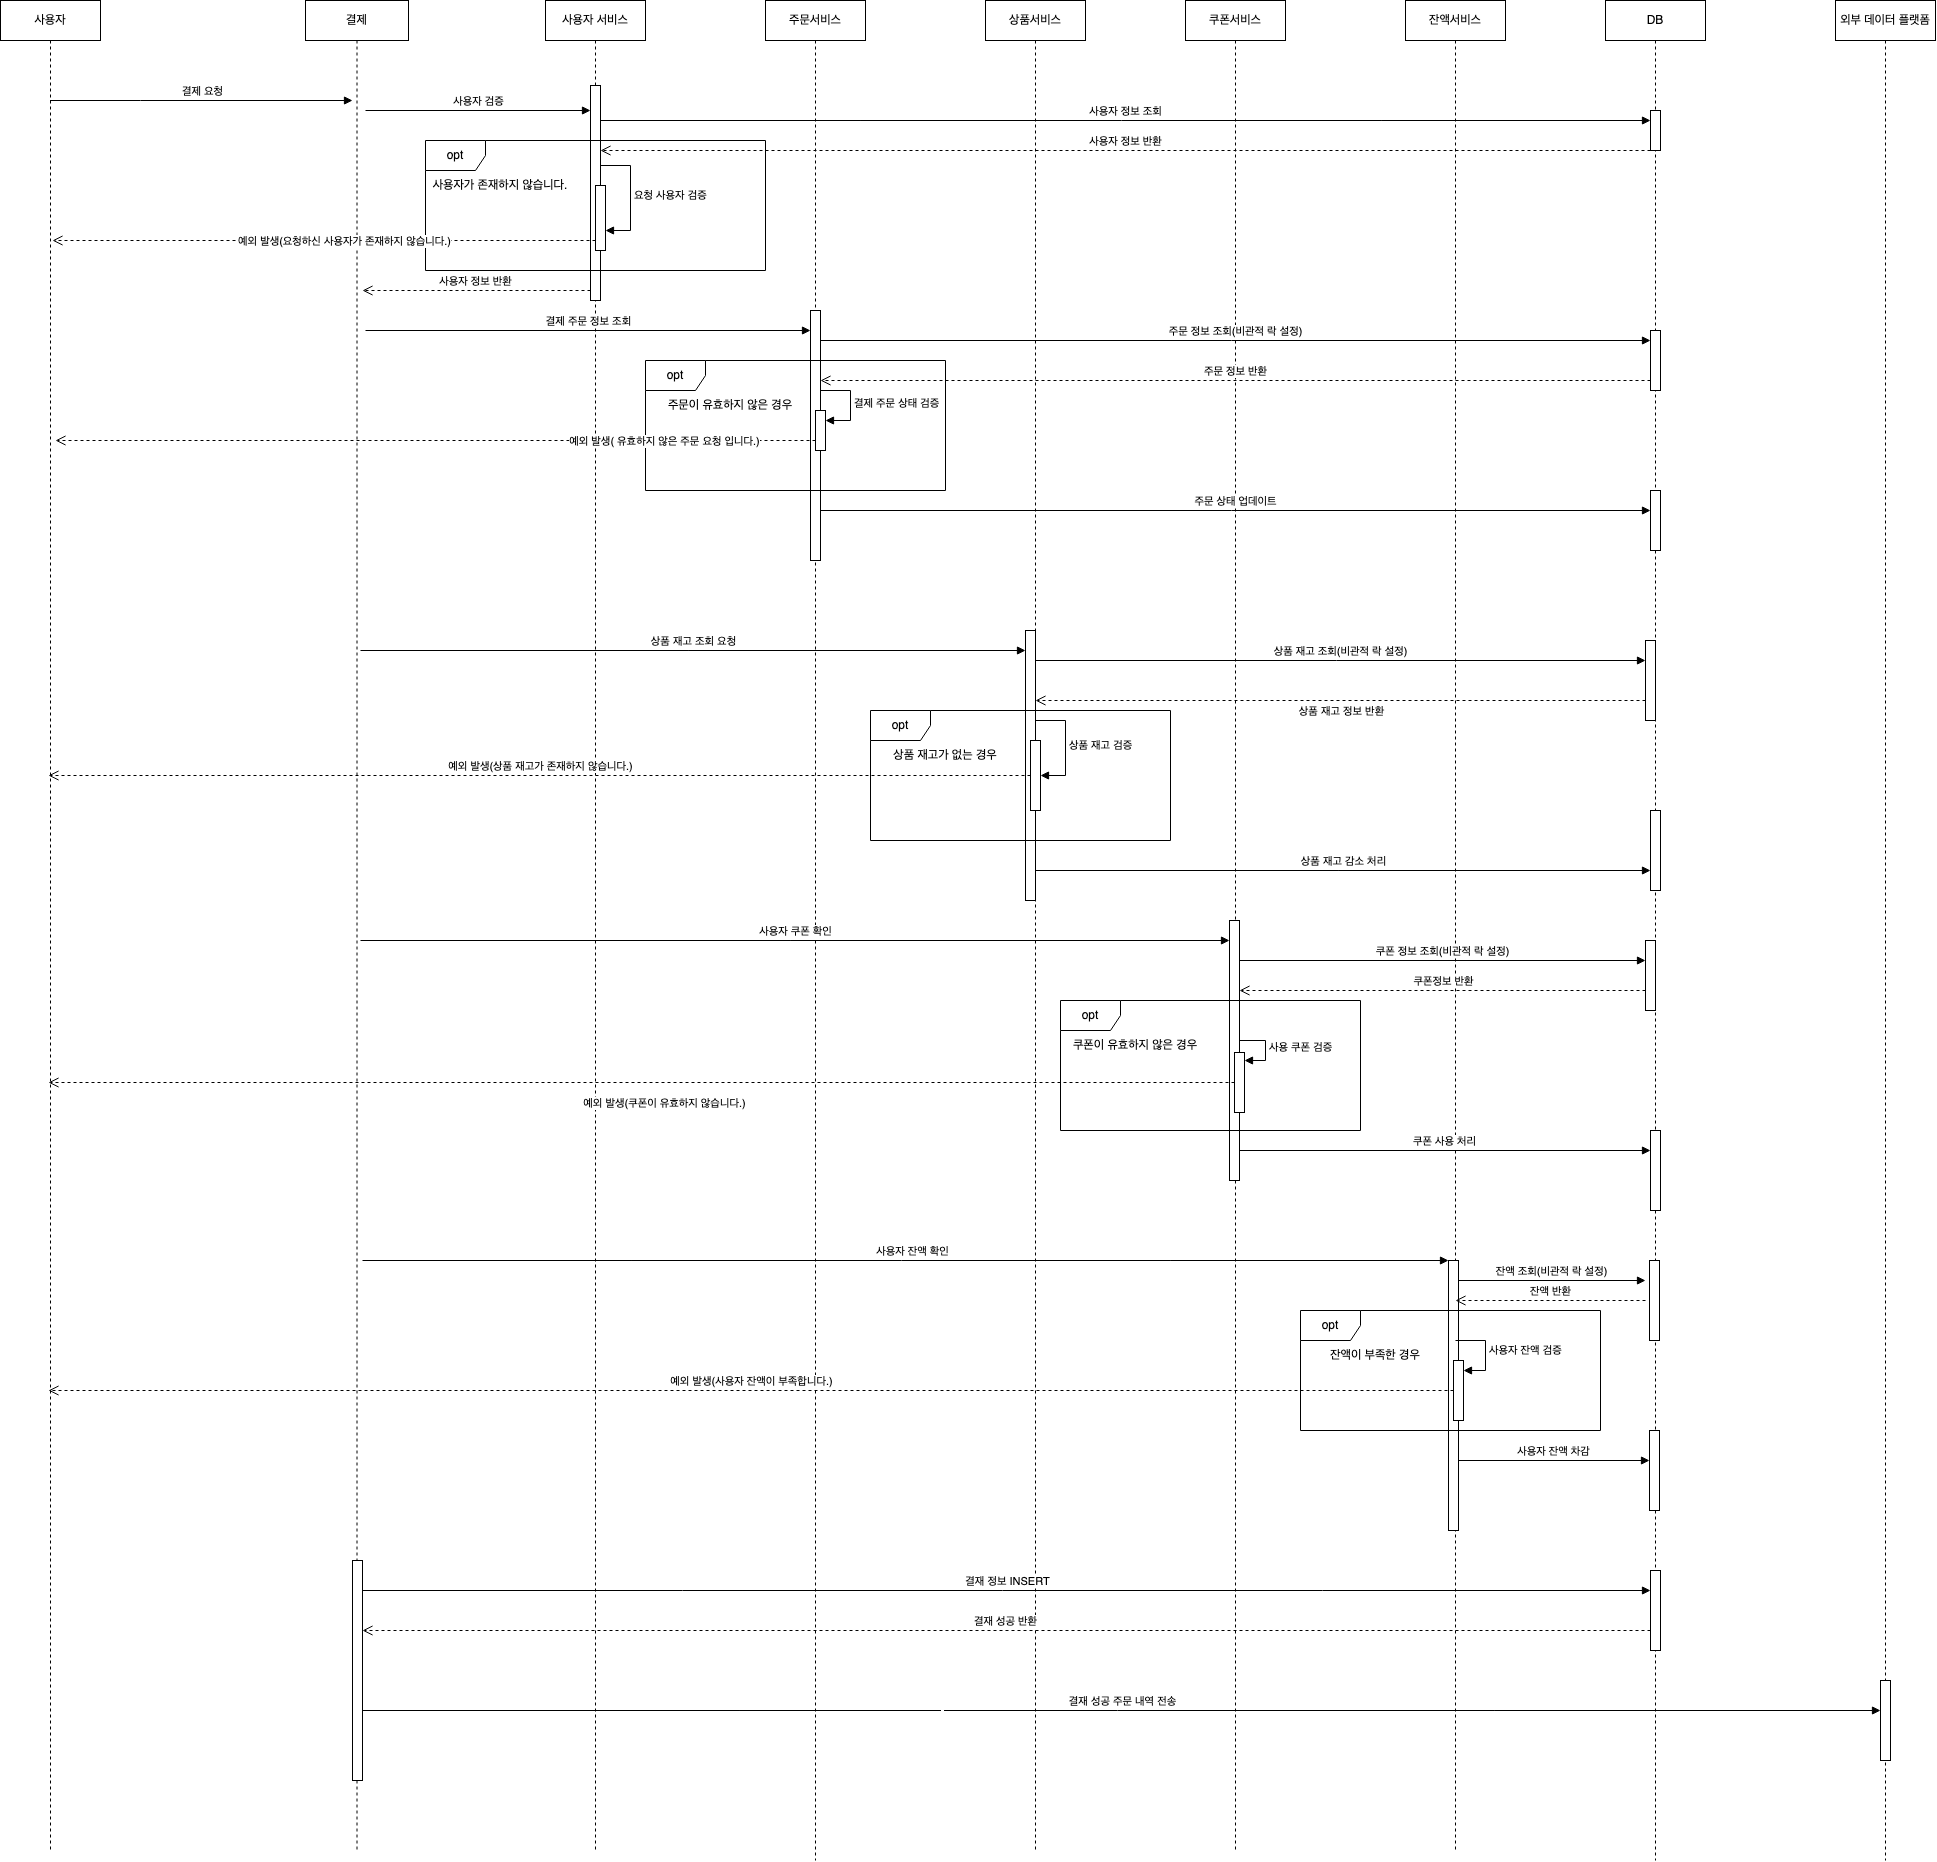 사용자
결제
사용자 서비스
주문서비스
상품서비스
쿠폰서비스
잔액서비스
DB
외부 데이터 플랫폼
결제 요청
사용자 검증
사용자 정보 조회
사용자 정보 반환
opt
사용자가 존재하지 않습니다.
요청 사용자 검증
예외 발생(요청하신 사용자가 존재하지 않습니다.)
사용자 정보 반환
결제 주문 정보 조회
주문 정보 조회(비관적 락 설정)
주문 정보 반환
opt
주문이 유효하지 않은 경우
결제 주문 상태 검증
예외 발생( 유효하지 않은 주문 요청 입니다.)
주문 상태 업데이트
상품 재고 조회 요청
상품 재고 조회(비관적 락 설정)
상품 재고 정보 반환
opt
상품 재고가 없는 경우
상품 재고 검증
예외 발생(상품 재고가 존재하지 않습니다.)
상품 재고 감소 처리
사용자 쿠폰 확인
쿠폰 정보 조회(비관적 락 설정)
쿠폰정보 반환
opt
쿠폰이 유효하지 않은 경우
사용 쿠폰 검증
예외 발생(쿠폰이 유효하지 않습니다.)
쿠폰 사용 처리
사용자 잔액 확인
잔액 조회(비관적 락 설정)
잔액 반환
opt
잔액이 부족한 경우
사용자 잔액 검증
예외 발생(사용자 잔액이 부족합니다.)
사용자 잔액 차감
결재 정보 INSERT
결재 성공 반환
결재 성공 주문 내역 전송